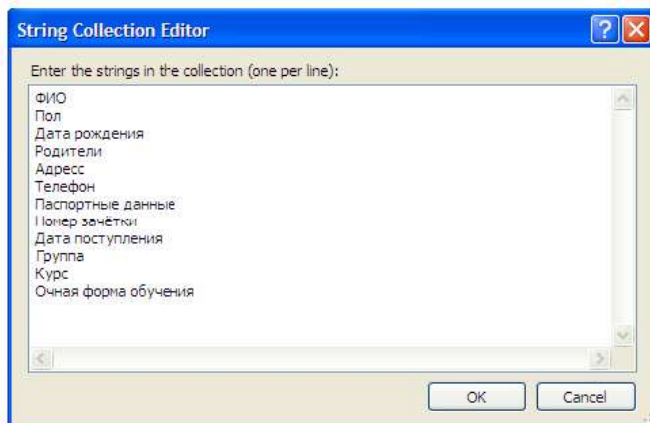 String Collection Editor
Enter the strings in the collection (one per line):
ФИО
Пол
Дата рождения
Родители
Адресс
Телефон
Паспортные данные
Номер зачётки
Дата поступления
Группа
Курс
Очная форма обучения
OK
Cancel